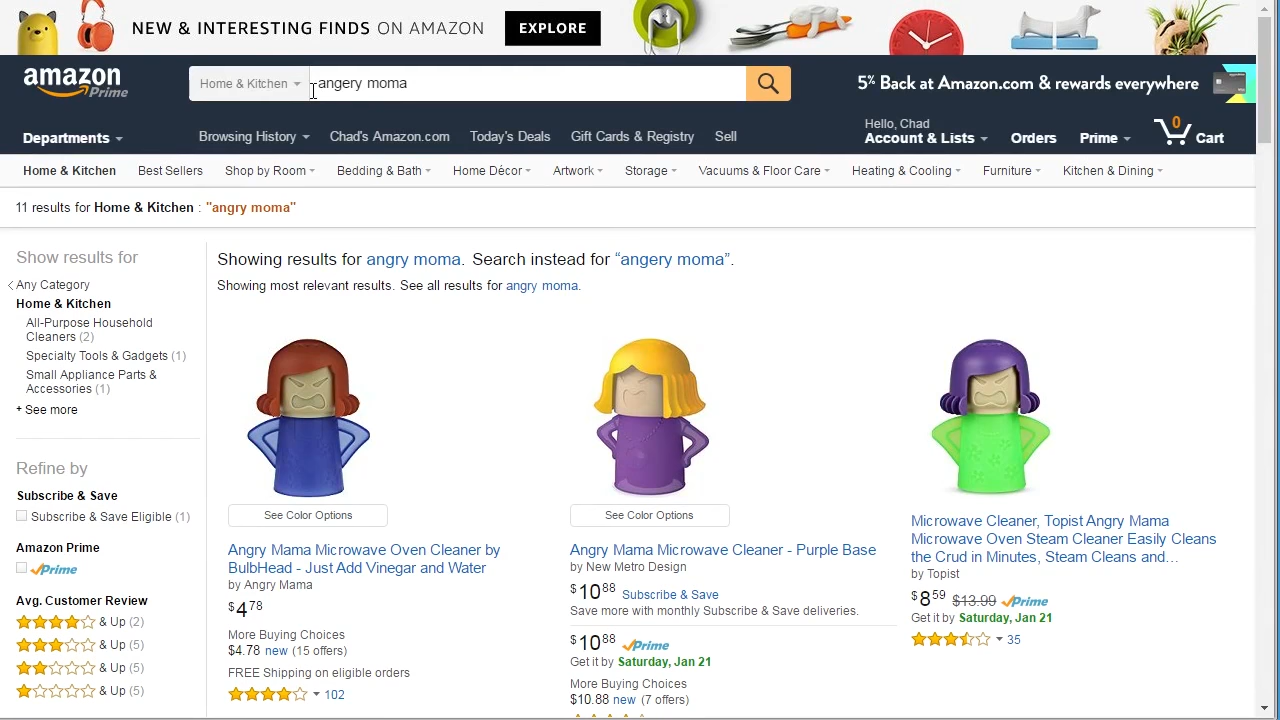 NEW & INTERESTING FINDS ON AMAZON EXPLORE
amazon Prime
Home & Kitchen
angery moma
5% Back at Amazon.com & rewards everywhere
Departments
Browsing History
Chad's Amazon.com
Today's Deals
Gift Cards & Registry
Sell
Hello, Chad
Account & Lists
Orders
Prime
0
Cart
Home & Kitchen
Best Sellers
Shop by Room
Bedding & Bath
Home Décor
Artwork
Storage
Vacuums & Floor Care
Heating & Cooling
Furniture
Kitchen & Dining
11 results for Home & Kitchen : "angry moma"
Show results for
Any Category
Home & Kitchen
All-Purpose Household
Cleaners (2)
Specialty Tools & Gadgets (1)
Small Appliance Parts &
Accessories (1)
+ See more
Refine by
Subscribe & Save
Subscribe & Save Eligible (1)
Amazon Prime
Prime
Avg. Customer Review
& Up (2)
& Up (5)
& Up (5)
& Up (5)
Showing results for angry moma. Search instead for “angery moma”.
Showing most relevant results. See all results for angry moma.
See Color Options
Angry Mama Microwave Oven Cleaner by
BulbHead - Just Add Vinegar and Water
by Angry Mama
$4 78
More Buying Choices
$4.78 new (15 offers)
FREE Shipping on eligible orders
102
See Color Options
Angry Mama Microwave Cleaner - Purple Base
by New Metro Design
$10 88 Subscribe & Save
Save more with monthly Subscribe & Save deliveries.
$10 88 Prime
Get it by Saturday, Jan 21
More Buying Choices
$10.88 new (7 offers)
Microwave Cleaner, Topist Angry Mama
Microwave Oven Steam Cleaner Easily Cleans
the Crud in Minutes, Steam Cleans and…
by Topist
$8 59 $13.99 Prime
Get it by Saturday, Jan 21
35